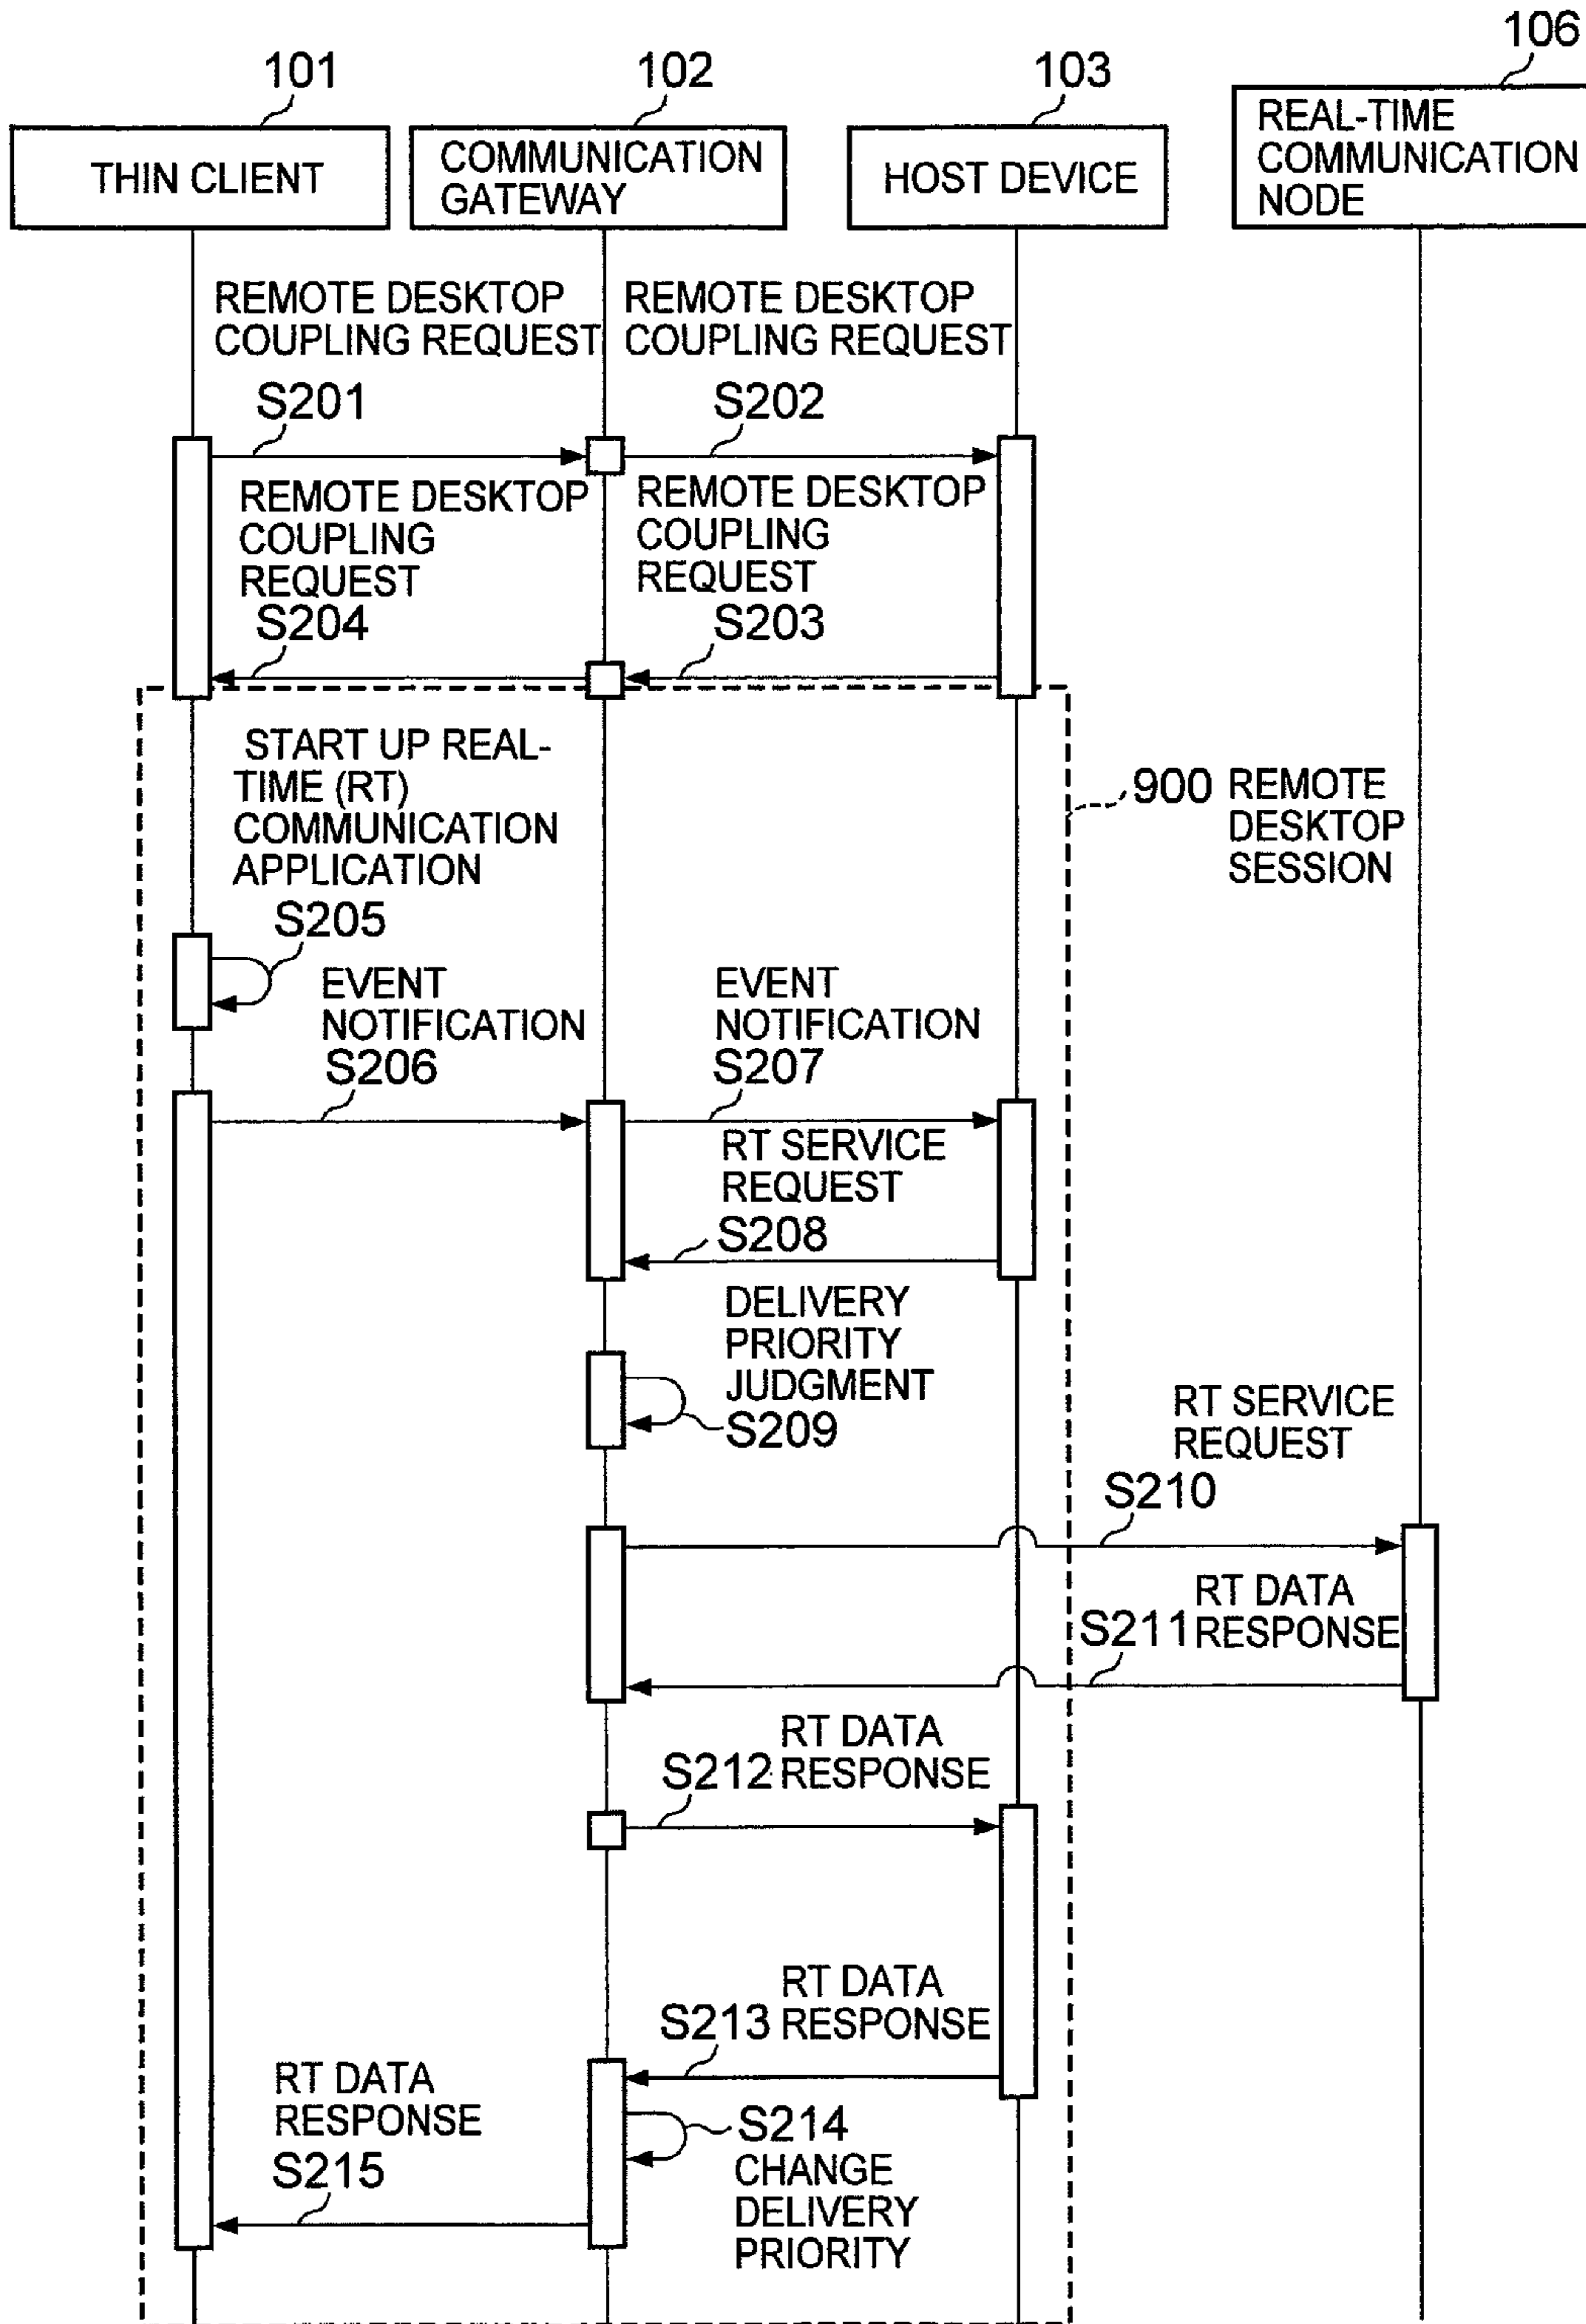 106
101
102
103
THIN CLIENT
COMMUNICATION
GATEWAY
HOST DEVICE
REAL-TIME
COMMUNICATION
NODE
REMOTE DESKTOP
COUPLING REQUEST
S201
REMOTE DESKTOP
COUPLING REQUEST
S202
REMOTE DESKTOP
COUPLING
REQUEST
S204
REMOTE DESKTOP
COUPLING
REQUEST
S203
900 REMOTE
DESKTOP
SESSION
START UP REAL-
TIME (RT)
COMMUNICATION
APPLICATION
S205
EVENT
NOTIFICATION
S206
EVENT
NOTIFICATION
S207
RT SERVICE
REQUEST
S208
DELIVERY
PRIORITY
JUDGMENT
S209
RT SERVICE
REQUEST
S210
RT DATA
S211 RESPONSE
RT DATA
S212 RESPONSE
RT DATA
S213 RESPONSE
S214
CHANGE
DELIVERY
PRIORITY
RT DATA
RESPONSE
S215